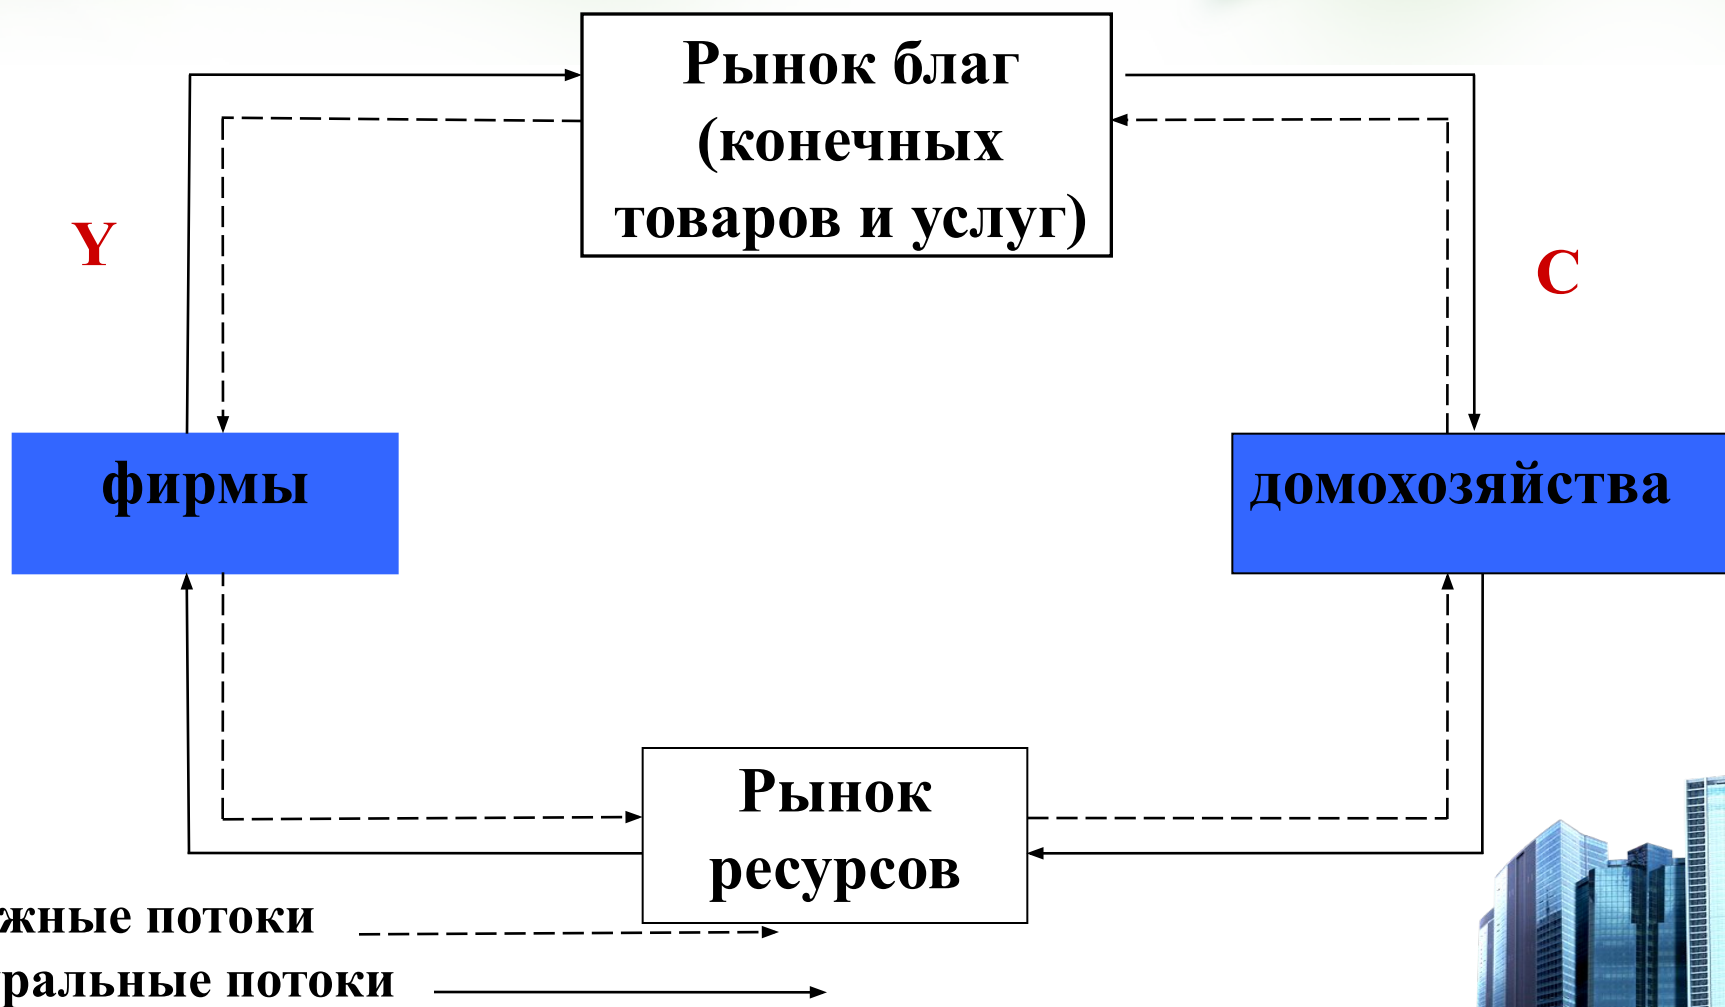 Рынок благ
(конечных
товаров и услуг)
Y
C
фирмы
домохозяйства
Рынок
ресурсов
жные потоки
ральные потоки